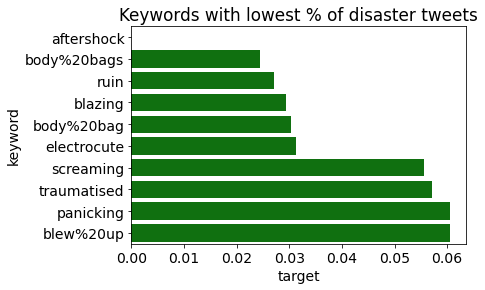 Keywords with lowest % of disaster tweets
aftershock
body%20bags
ruin
blazing
body%20bag
electrocute
screaming
traumatised
panicking
blew%20up
keyword
0.00 0.01 0.02 0.03 0.04 0.05 0.06
target